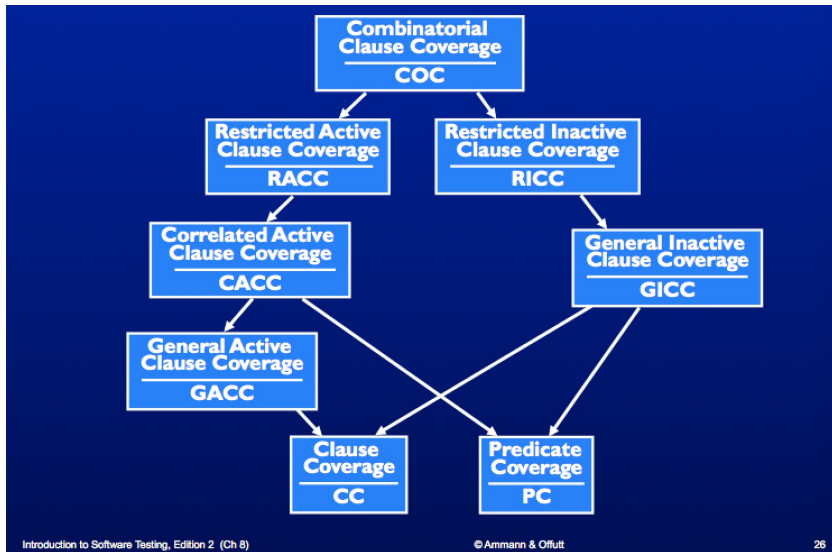 Combinatorial
Clause Coverage
COC
Restricted Active
Clause Coverage
RACC
Restricted Inactive
Clause Coverage
RICC
Correlated Active
Clause Coverage
CACC
General Inactive
Clause Coverage
GICC
General Active
Clause Coverage
GACC
Clause
Coverage
CC
Predicate
Coverage
PC
Introduction to Software Testing, Edition 2 (Ch 8)
© Ammann & Offutt
26